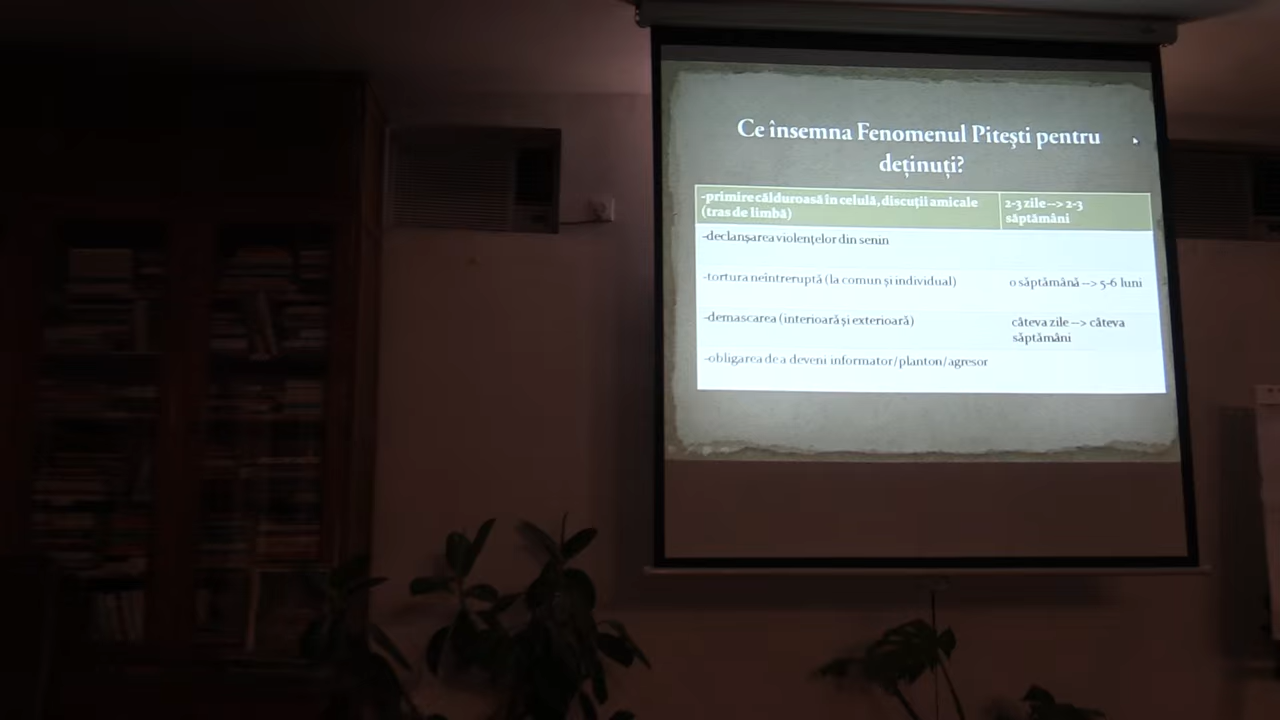 Ce însemna Fenomenul Piteşti pentru
deținuți?
-primire călduroasă în celulă, discuții amicale
(tras de limbă)
2-3 zile --> 2-3
săptămâni
-declanșarea violențelor din senin
-tortura neîntreruptă (la comun și individual)
o săptămână --> 5-6 luni
-demascarea (interioară și exterioară)
câteva zile --> câteva
săptămâni
-obligarea de a deveni informator/planton/agresor